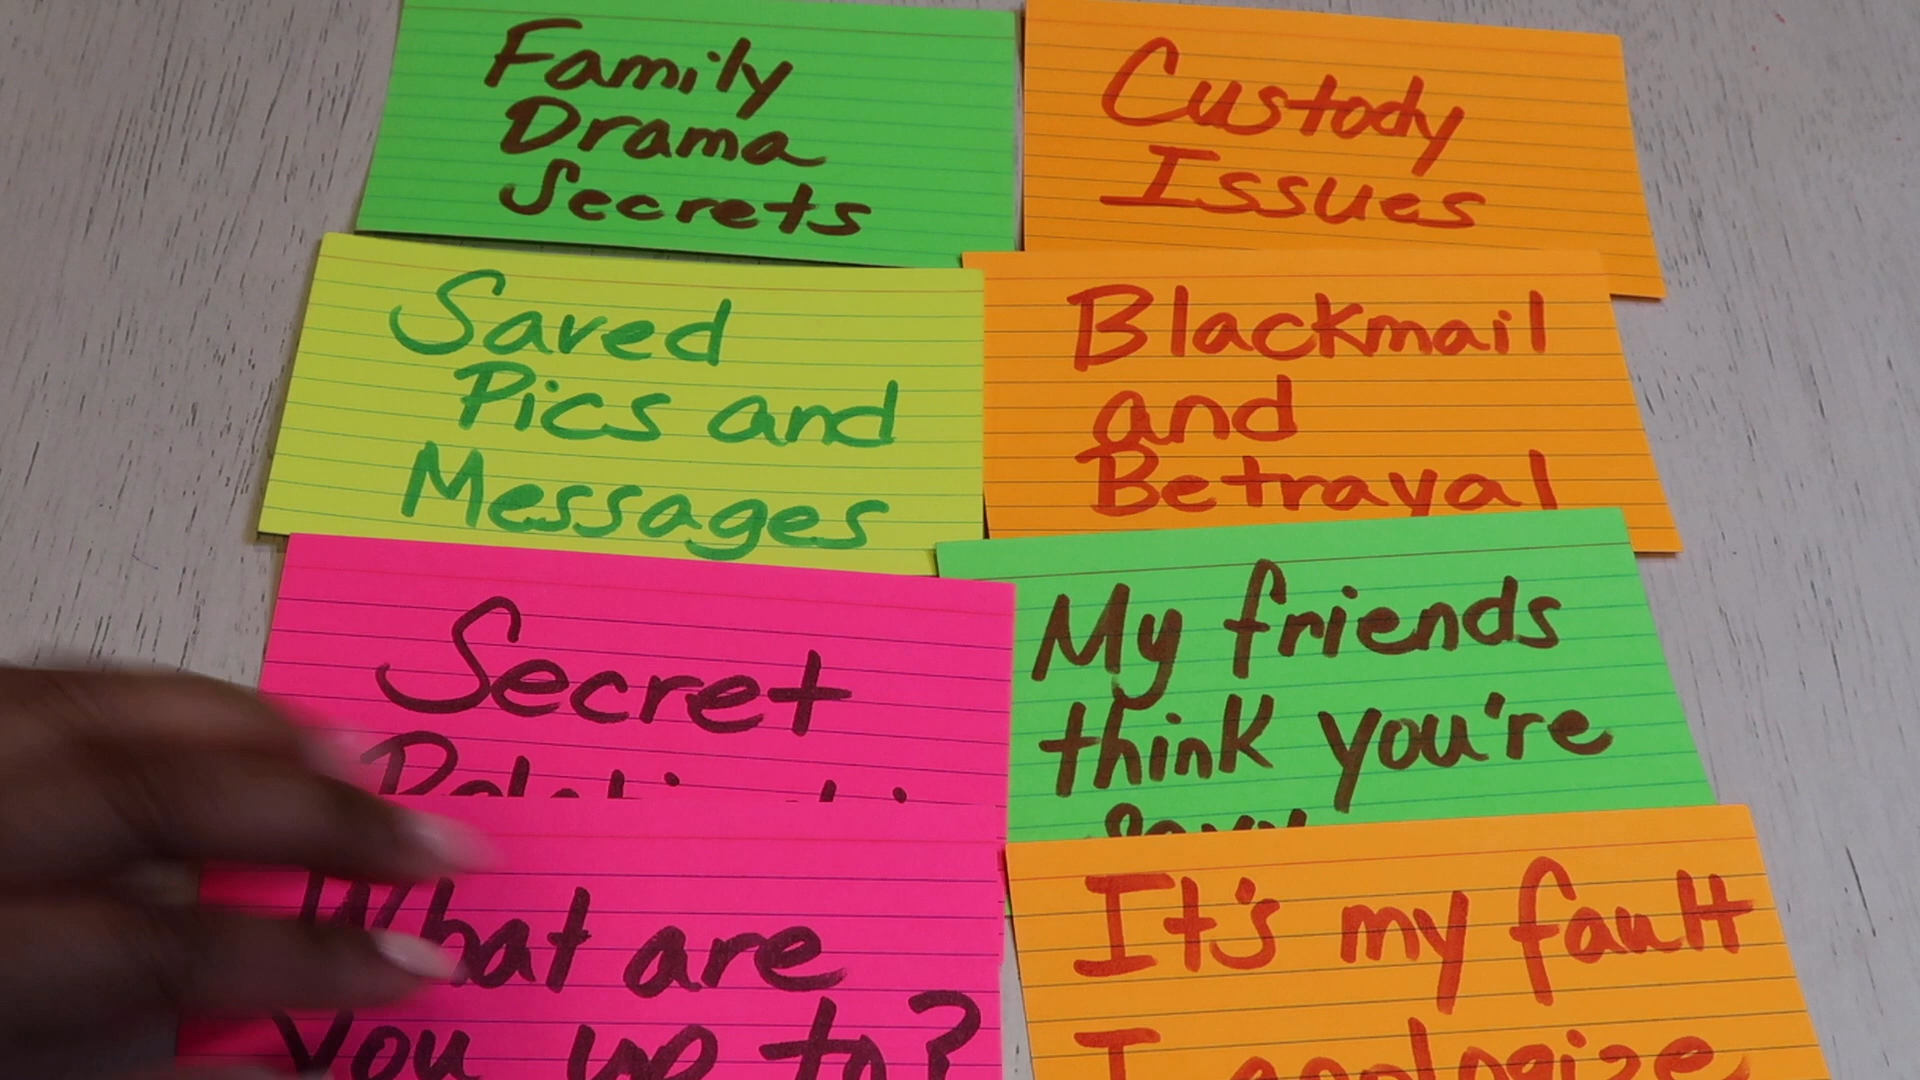 Family
Drama
Secrets
Custody
Issues
Saved
Pics and
Messages
Blackmail
and
Betrayal
Secret
My friends
think you're
What are
You up to?
It's my fault
I apologize